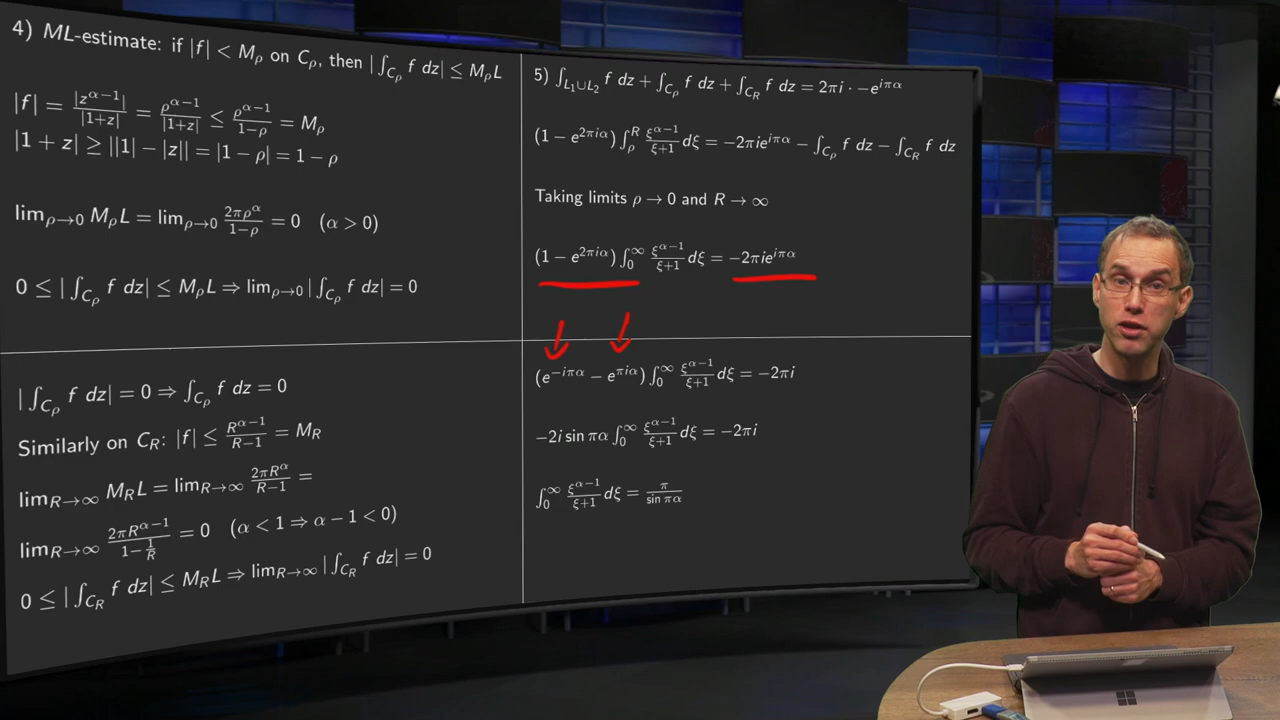 4) ML-estimate: if |f| < M_ρ on C_ρ, then |∫_{C_ρ} f dz| ≤ M_ρL
|f| = |z^{α−1}|/|1+z| = ρ^{α−1}/|1+z| ≤ ρ^{α−1}/(1−ρ) = M_ρ
|1 + z| ≥ ||1| − |z|| = |1 − ρ| = 1 − ρ
lim_{ρ→0} M_ρL = lim_{ρ→0} 2πρ^α/(1−ρ) = 0 (α > 0)
0 ≤ |∫_{C_ρ} f dz| ≤ M_ρL ⇒ lim_{ρ→0} |∫_{C_ρ} f dz| = 0
|∫_{C_ρ} f dz| = 0 ⇒ ∫_{C_ρ} f dz = 0
Similarly on C_R: |f| ≤ R^{α−1}/(R−1) = M_R
lim_{R→∞} M_RL = lim_{R→∞} 2πR^α/(R−1) =
lim_{R→∞} 2πR^{α−1}/(1−1/R) = 0 (α < 1 ⇒ α − 1 < 0)
0 ≤ |∫_{C_R} f dz| ≤ M_RL ⇒ lim_{R→∞} |∫_{C_R} f dz| = 0
5) ∫_{L_1∪L_2} f dz + ∫_{C_ρ} f dz + ∫_{C_R} f dz = 2πi · −e^{iπα}
(1 − e^{2πiα}) ∫_ρ^R ξ^{α−1}/(ξ+1) dξ = −2πie^{iπα} − ∫_{C_ρ} f dz − ∫_{C_R} f dz
Taking limits ρ → 0 and R → ∞
(1 − e^{2πiα}) ∫_0^∞ ξ^{α−1}/(ξ+1) dξ = −2πie^{iπα}
(e^{−iπα} − e^{πiα}) ∫_0^∞ ξ^{α−1}/(ξ+1) dξ = −2πi
−2i sin πα ∫_0^∞ ξ^{α−1}/(ξ+1) dξ = −2πi
∫_0^∞ ξ^{α−1}/(ξ+1) dξ = π/(sin πα)